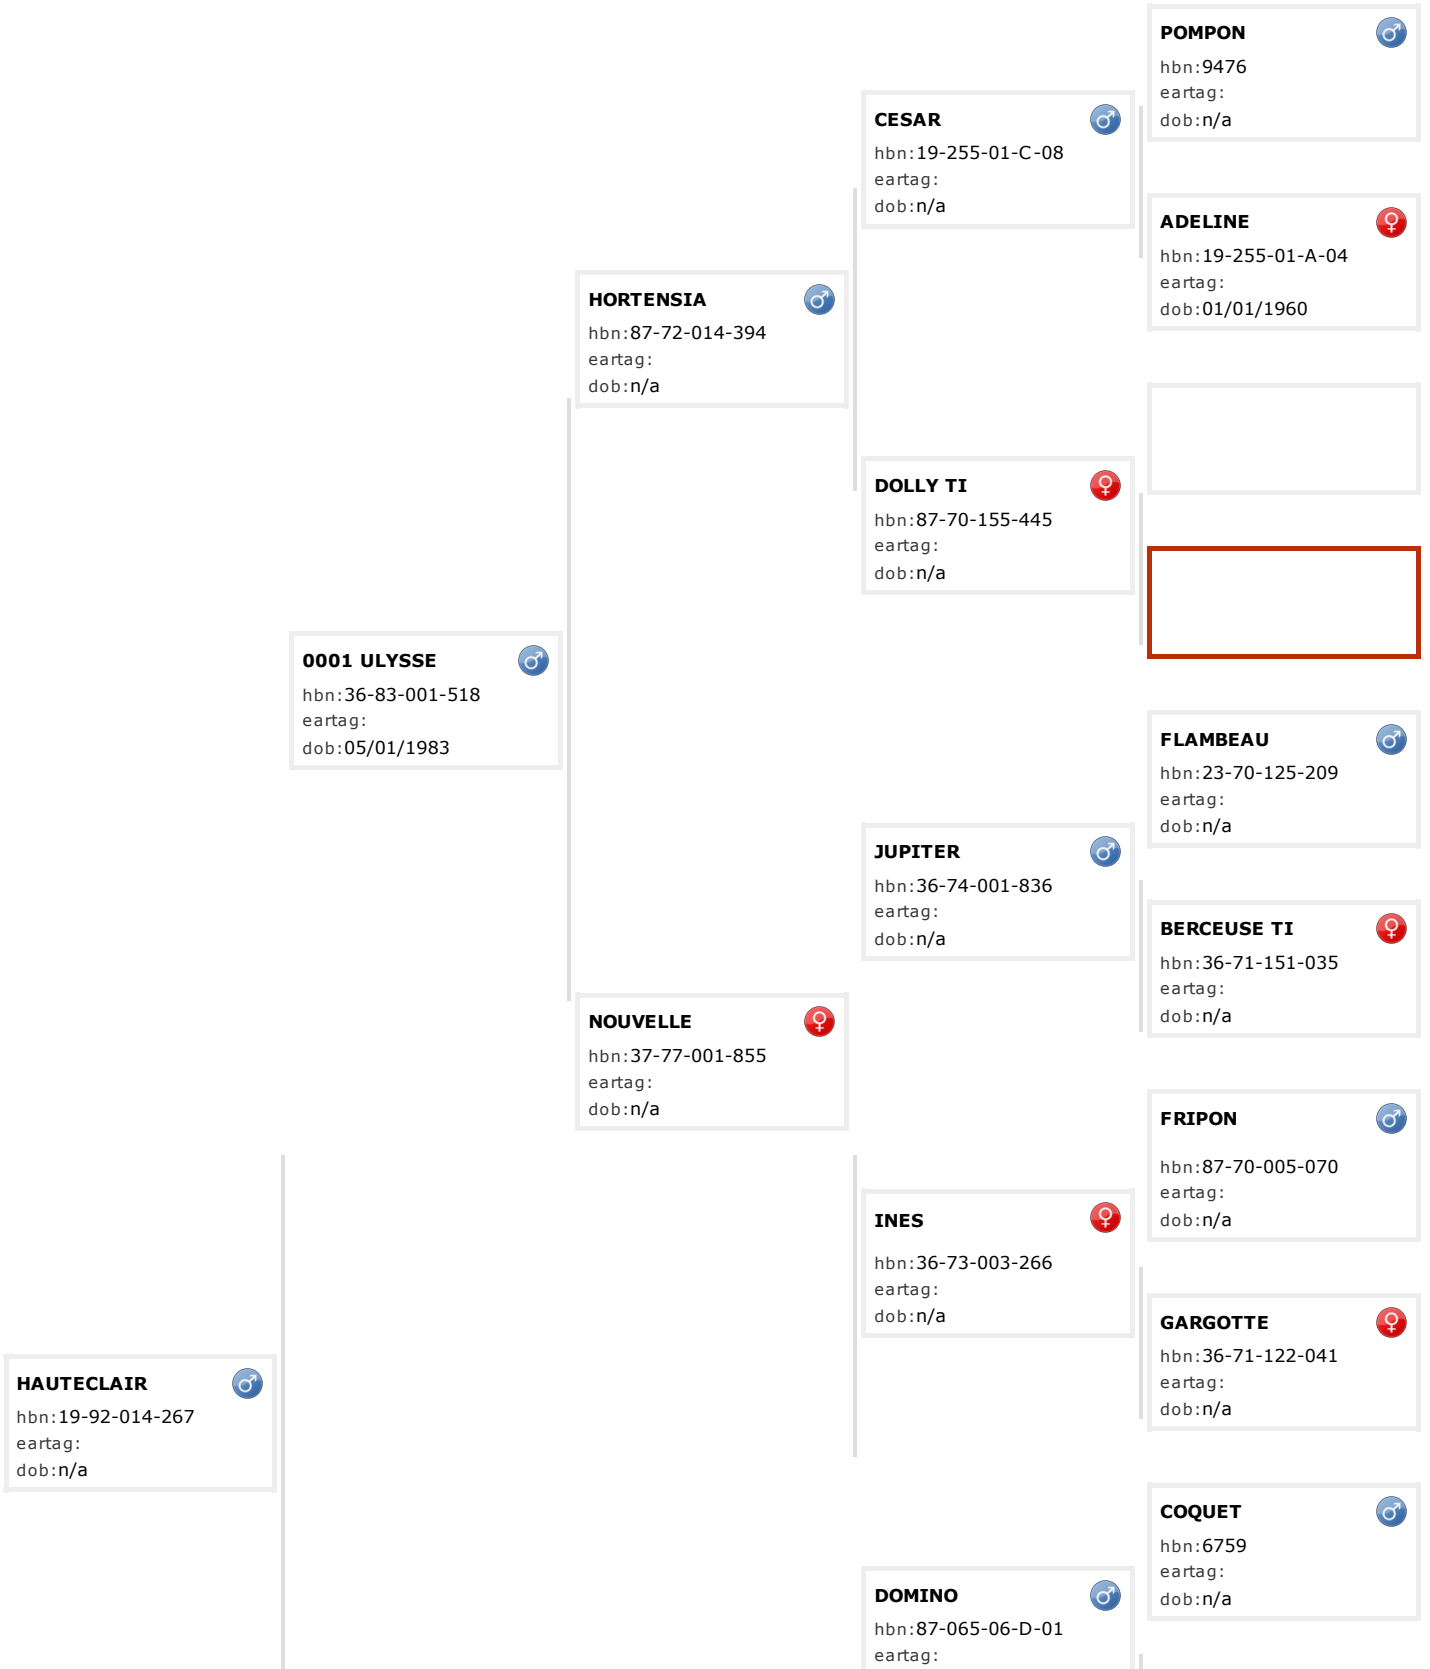 POMPON
hbn:9476
eartag:
dob:n/a
CESAR
hbn:19-255-01-C-08
eartag:
dob:n/a
ADELINE
hbn:19-255-01-A-04
eartag:
dob:01/01/1960
HORTENSIA
hbn:87-72-014-394
eartag:
dob:n/a
DOLLY TI
hbn:87-70-155-445
eartag:
dob:n/a
0001 ULYSSE
hbn:36-83-001-518
eartag:
dob:05/01/1983
FLAMBEAU
hbn:23-70-125-209
eartag:
dob:n/a
JUPITER
hbn:36-74-001-836
eartag:
dob:n/a
BERCEUSE TI
hbn:36-71-151-035
eartag:
dob:n/a
NOUVELLE
hbn:37-77-001-855
eartag:
dob:n/a
FRIPON
hbn:87-70-005-070
eartag:
dob:n/a
INES
hbn:36-73-003-266
eartag:
dob:n/a
GARGOTTE
hbn:36-71-122-041
eartag:
dob:n/a
HAUTECLAIR
hbn:19-92-014-267
eartag:
dob:n/a
COQUET
hbn:6759
eartag:
dob:n/a
DOMINO
hbn:87-065-06-D-01
eartag: